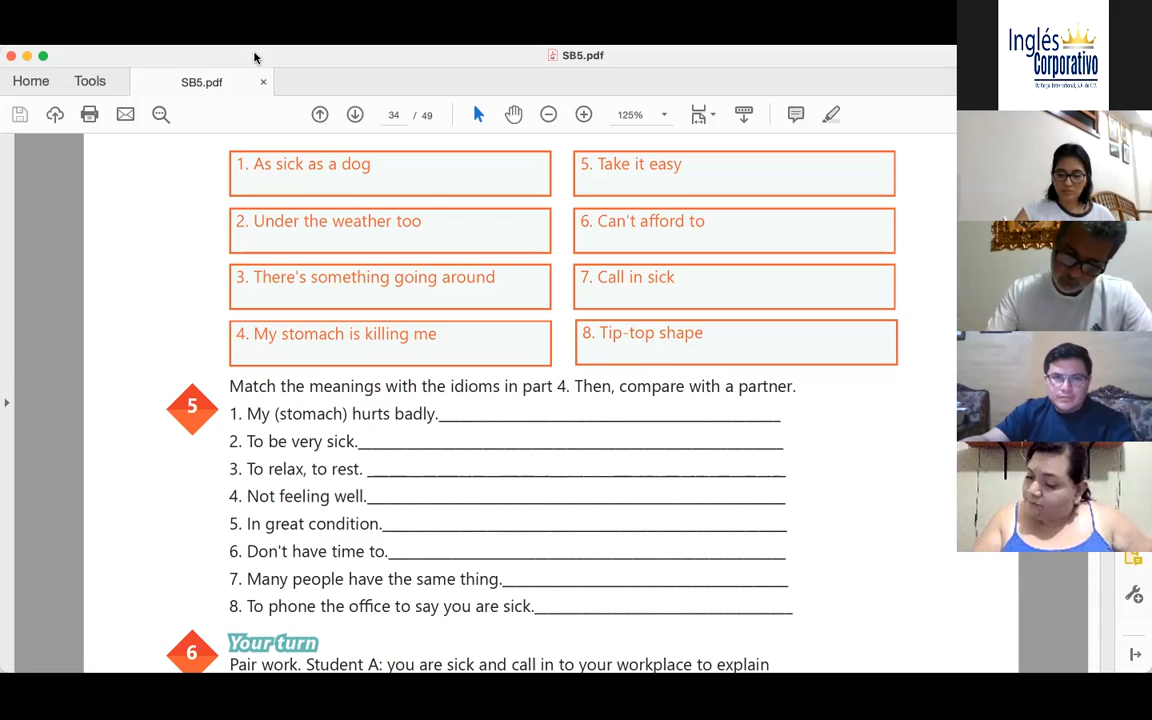 SB5.pdf
Home
Tools
SB5.pdf
34 / 49
125%
1. As sick as a dog
2. Under the weather too
3. There's something going around
4. My stomach is killing me
5. Take it easy
6. Can't afford to
7. Call in sick
8. Tip-top shape
5
Match the meanings with the idioms in part 4. Then, compare with a partner.
1. My (stomach) hurts badly.
2. To be very sick.
3. To relax, to rest.
4. Not feeling well.
5. In great condition.
6. Don't have time to.
7. Many people have the same thing.
8. To phone the office to say you are sick.
6
Your turn
Pair work. Student A: you are sick and call in to your workplace to explain
Inglés
Corporativo